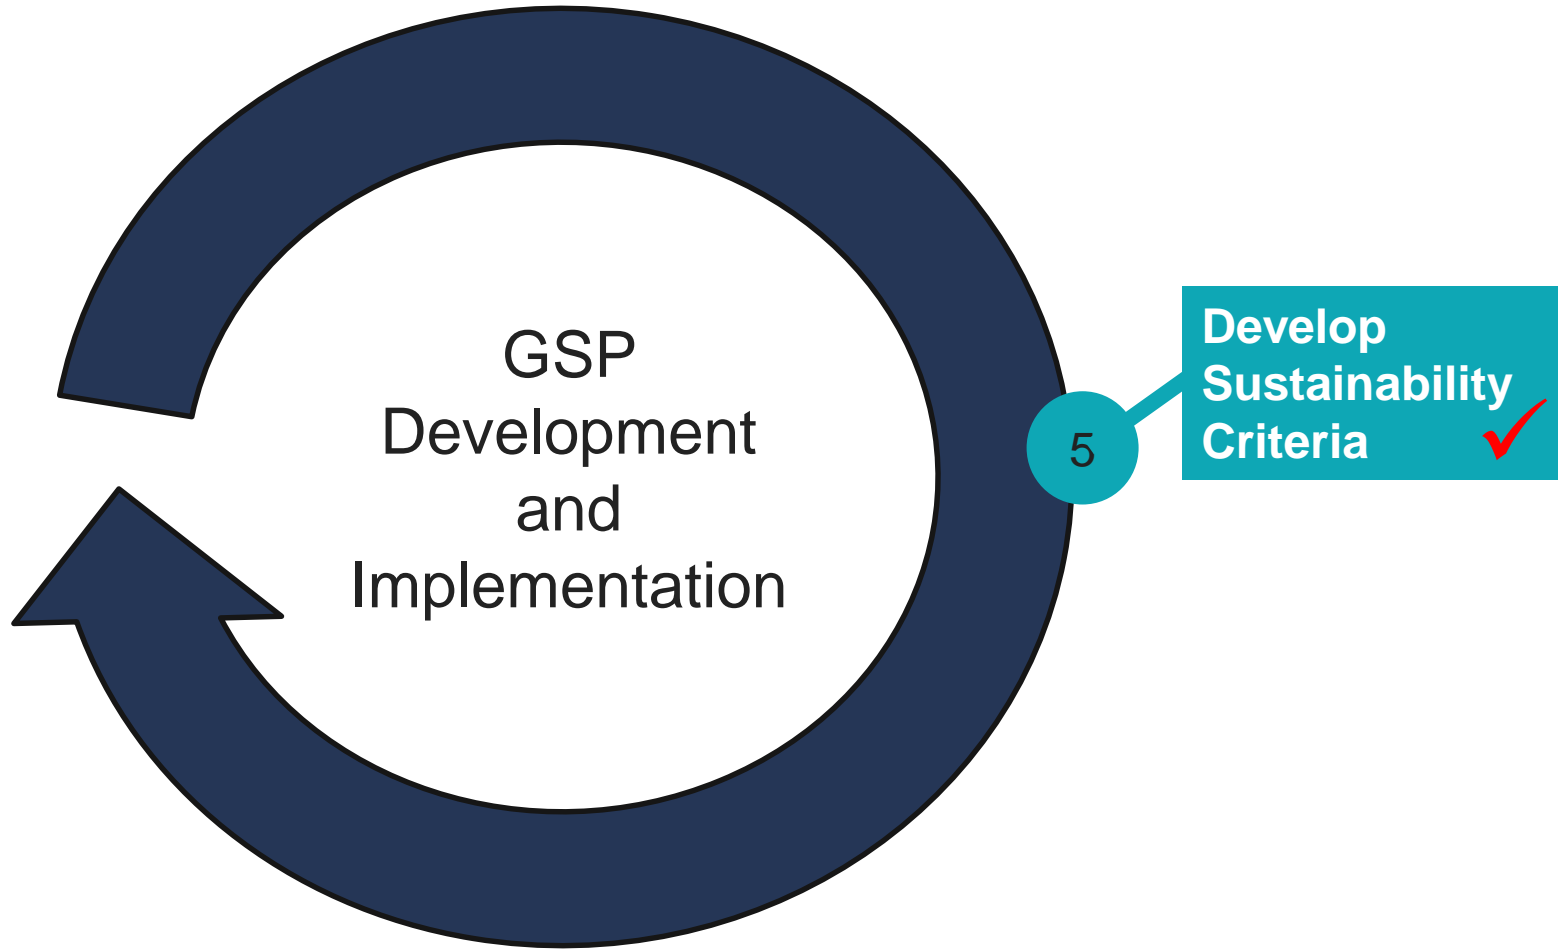 GSP
Development
and
Implementation
5
Develop
Sustainability
Criteria